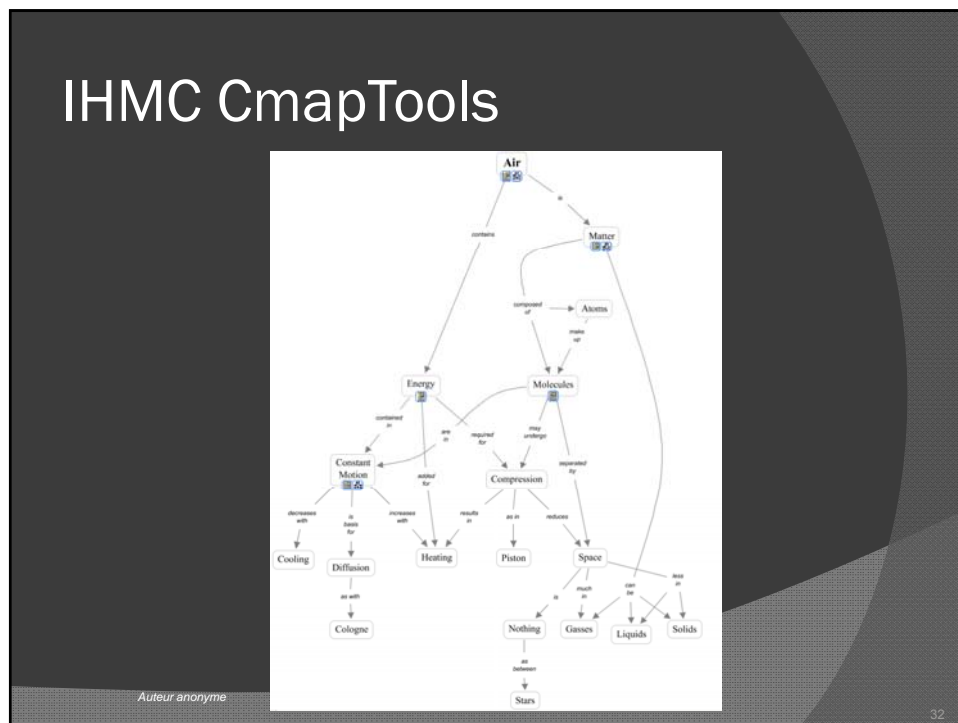 IHMC CmapTools
Air
is
contains
Matter
composed
of
Atoms
make
up
Energy
Molecules
contained
in
are
in
required
for
may
undergo
Constant
Motion
added
for
Compression
separated
by
decreases
with
is
basis
for
increases
with
results
in
as in
reduces
Cooling
Diffusion
Heating
Piston
Space
as with
is
much
in
can
be
less
in
Cologne
Nothing
Gasses
Liquids
Solids
as
between
Stars
Auteur anonyme
32